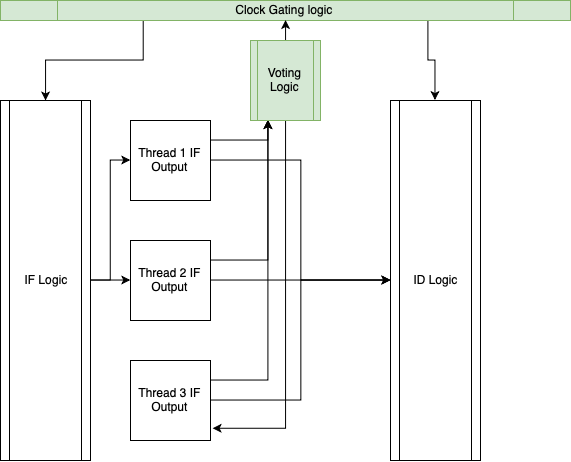 Clock Gating logic
Voting
Logic
Thread 1 IF
Output
IF Logic
Thread 2 IF
Output
ID Logic
Thread 3 IF
Output